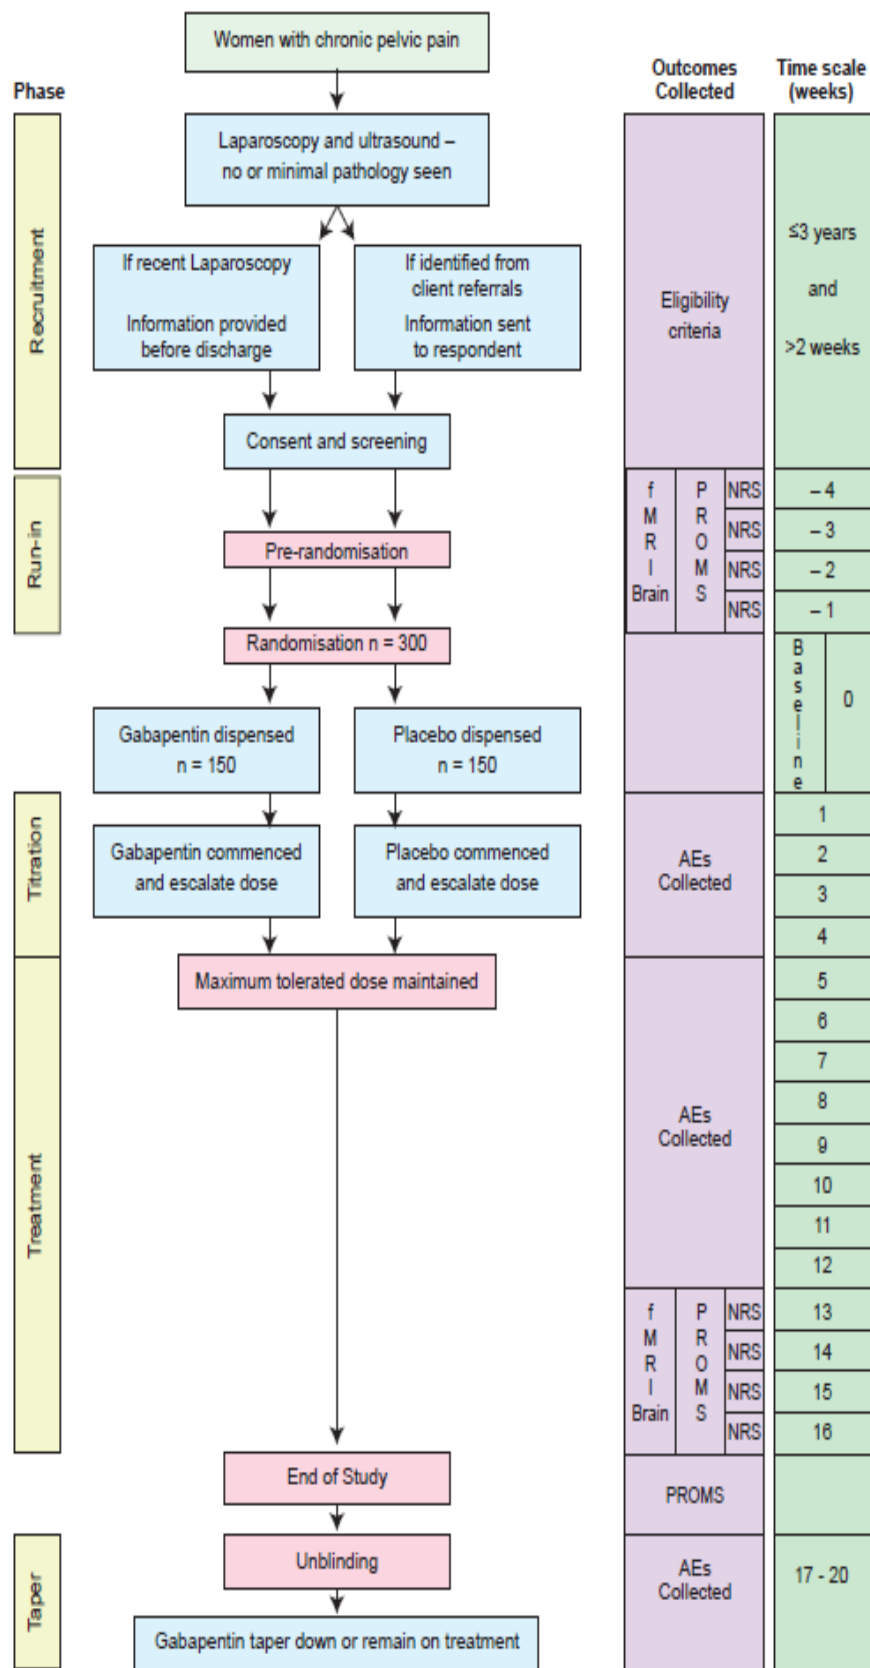 Women with chronic pelvic pain
Phase
Outcomes
Collected
Time scale
(weeks)
Recruitment
Laparoscopy and ultrasound –
no or minimal pathology seen
If recent Laparoscopy
Information provided
before discharge
If identified from
client referrals
Information sent
to respondent
Consent and screening
Eligibility
criteria
≤3 years
and
>2 weeks
Run-in
Pre-randomisation
Randomisation n = 300
fMRI
Brain
PROMS
NRS
– 4
NRS
– 3
NRS
– 2
NRS
– 1
Baseline
0
Gabapentin dispensed
n = 150
Placebo dispensed
n = 150
Titration
Gabapentin commenced
and escalate dose
Placebo commenced
and escalate dose
AEs
Collected
1
2
3
4
Treatment
Maximum tolerated dose maintained
AEs
Collected
5
6
7
8
9
10
11
12
fMRI
Brain
PROMS
NRS
13
NRS
14
NRS
15
NRS
16
End of Study
PROMS
Taper
Unblinding
Gabapentin taper down or remain on treatment
AEs
Collected
17 - 20